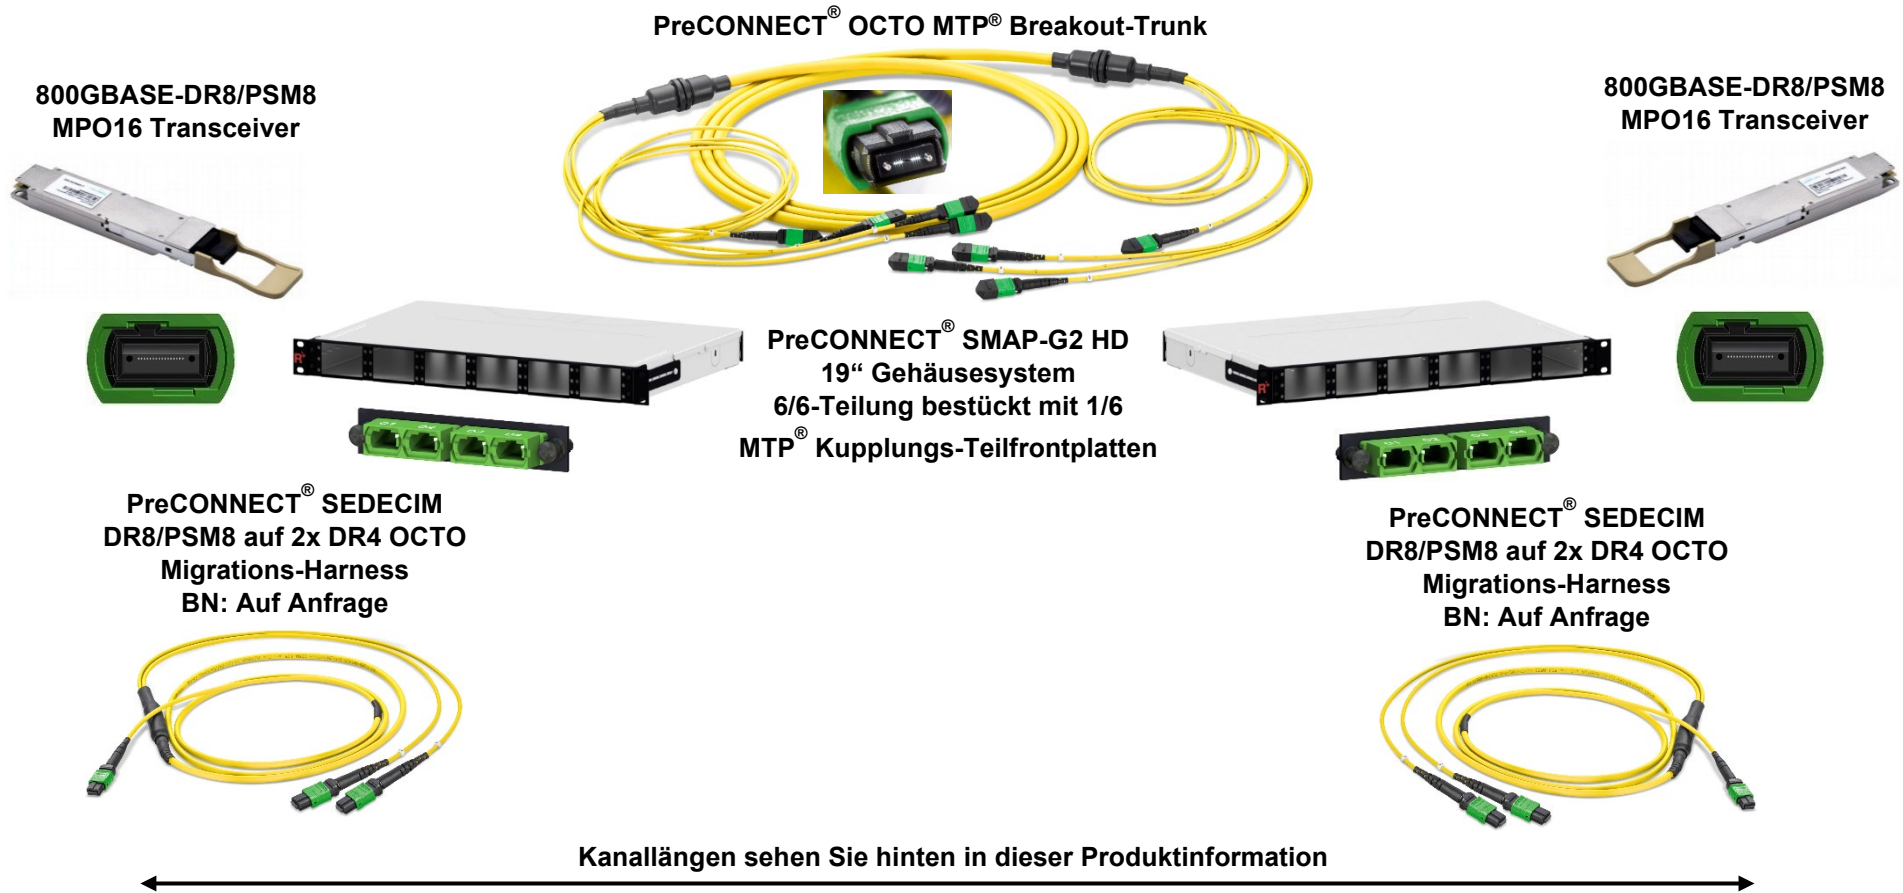 PreCONNECT® OCTO MTP® Breakout-Trunk
800GBASE-DR8/PSM8
MPO16 Transceiver
800GBASE-DR8/PSM8
MPO16 Transceiver
PreCONNECT® SMAP-G2 HD
19“ Gehäusesystem
6/6-Teilung bestückt mit 1/6
MTP® Kupplungs-Teilfrontplatten
PreCONNECT® SEDECIM
DR8/PSM8 auf 2x DR4 OCTO
Migrations-Harness
BN: Auf Anfrage
PreCONNECT® SEDECIM
DR8/PSM8 auf 2x DR4 OCTO
Migrations-Harness
BN: Auf Anfrage
Kanallängen sehen Sie hinten in dieser Produktinformation